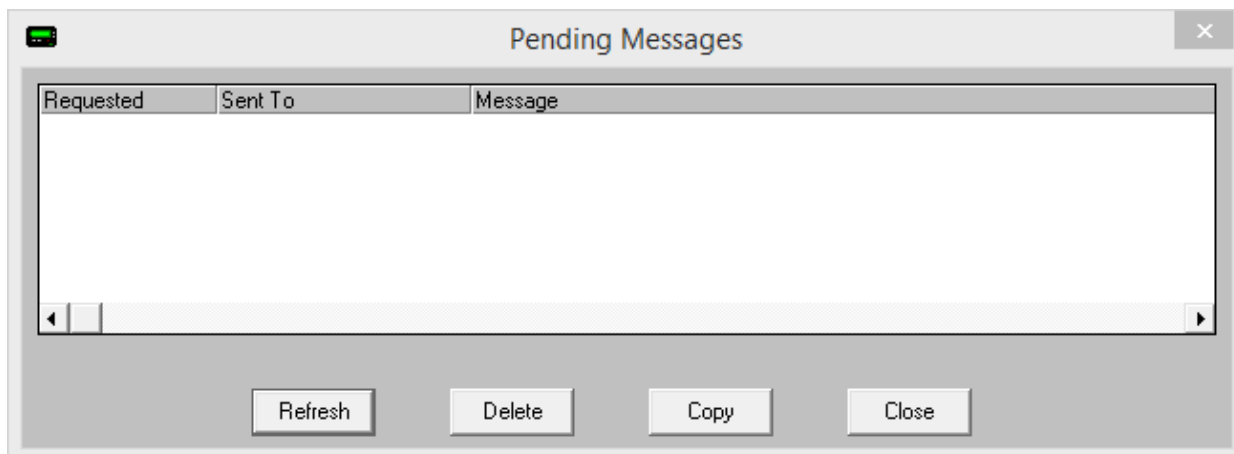 Pending Messages
Requested Sent To Message
Refresh Delete Copy Close